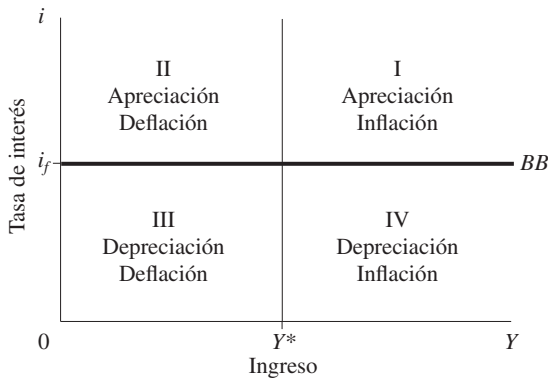 i
II
Apreciación
Deflación
I
Apreciación
Inflación
Tasa de interés
i_f
BB
III
Depreciación
Deflación
IV
Depreciación
Inflación
0
Y*
Y
Ingreso